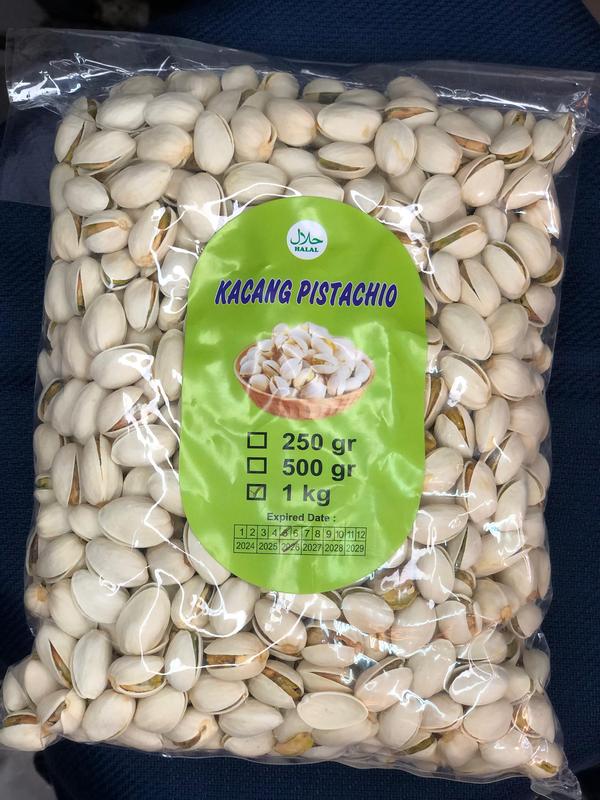 حلال
HALAL
KACANG PISTACHIO
250 gr
500 gr
1 kg
Expired Date :
1 2 3 4 5 6 7 8 9 10 11 12
2024 2025 2026 2027 2028 2029